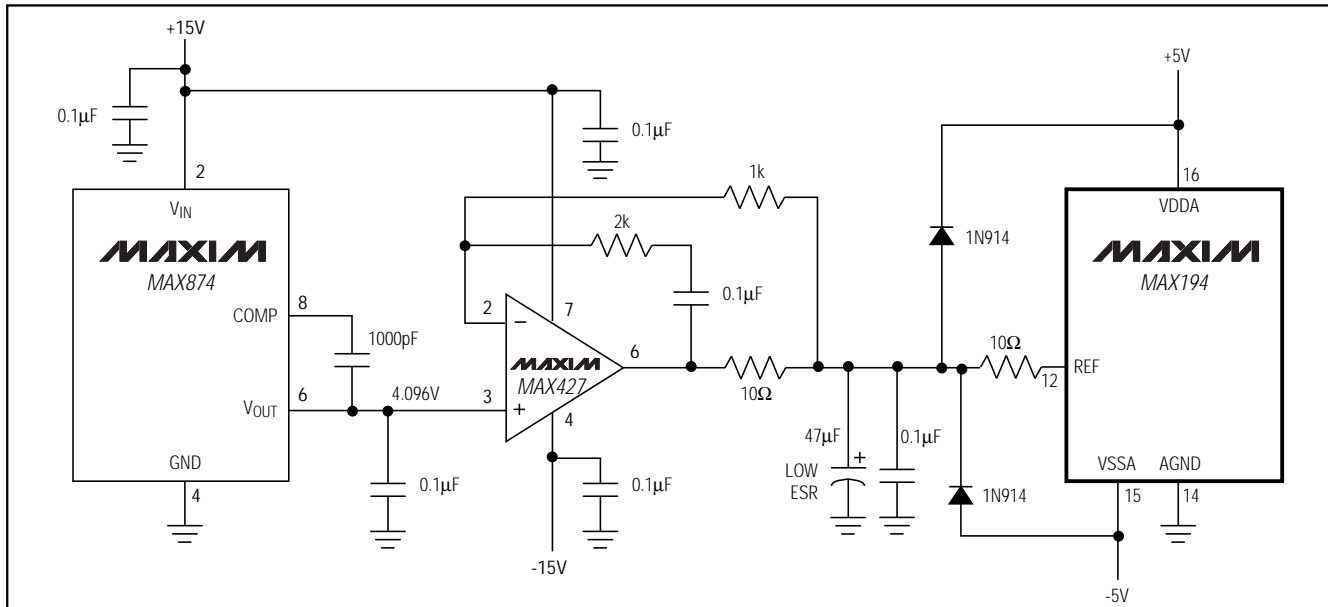 +15V
0.1µF
2
VIN
MAXIM
MAX874
COMP
8
1000pF
VOUT
6
4.096V
GND
4
0.1µF
0.1µF
1k
2k
0.1µF
2
7
−
MAXIM
MAX427
6
3
+
4
0.1µF
-15V
10Ω
47µF
+
LOW
ESR
0.1µF
1N914
1N914
+5V
16
VDDA
MAXIM
MAX194
10Ω
12
REF
VSSA
AGND
15
14
-5V